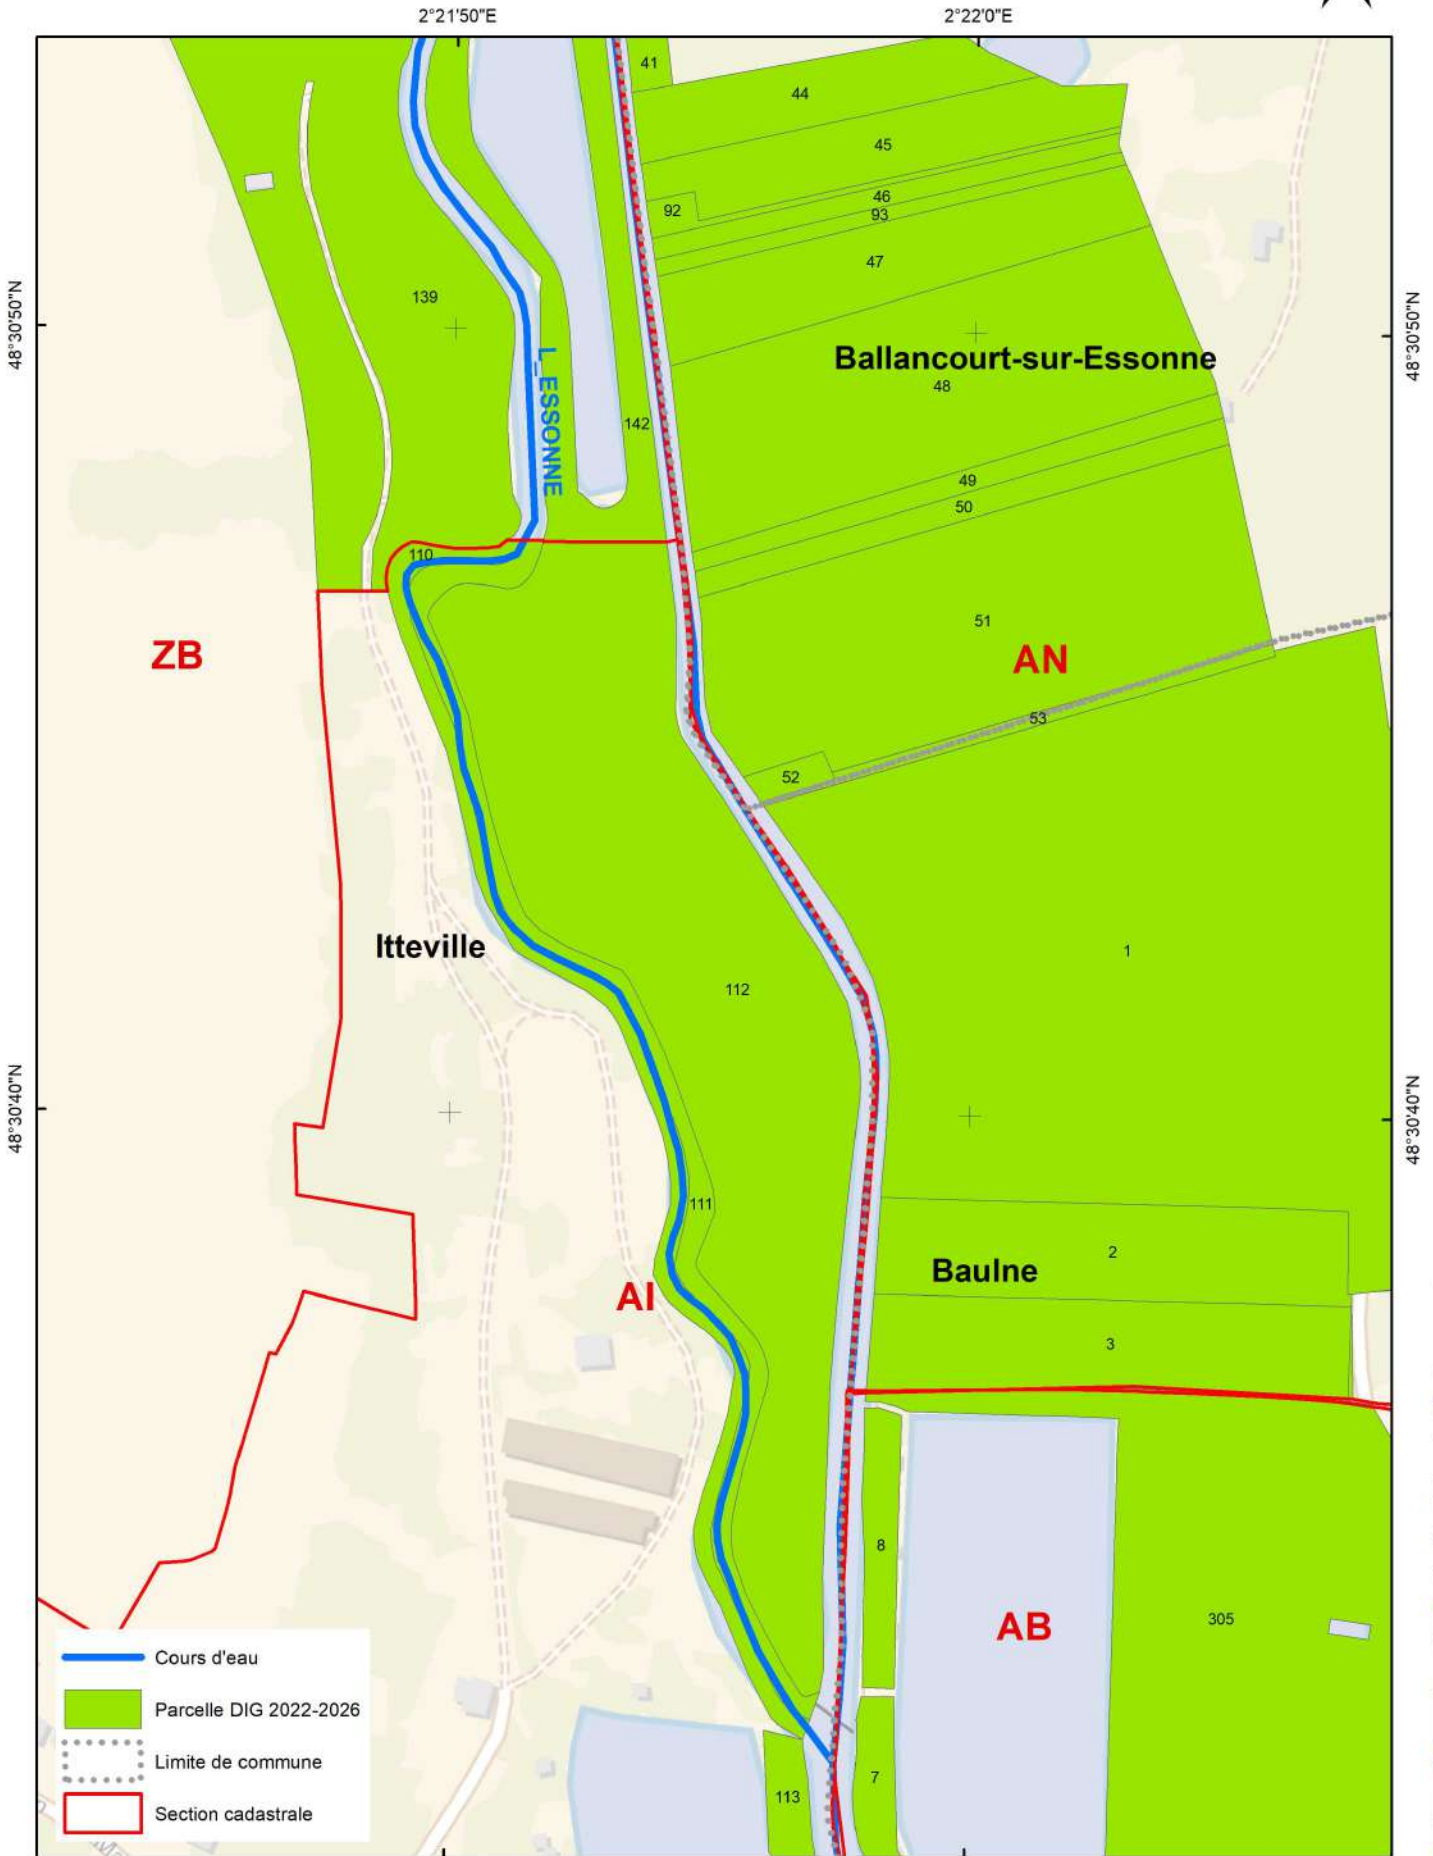 2°21'50"E
2°22'0"E
41
44
45
46
92
93
47
139
48°30'50"N
48°30'50"N
Ballancourt-sur-Essonne
48
L_ESSONNE
142
49
50
110
51
ZB
AN
53
52
Itteville
1
112
48°30'40"N
48°30'40"N
111
2
Baulne
AI
3
8
305
AB
Cours d'eau
Parcelle DIG 2022-2026
Limite de commune
Section cadastrale
7
113